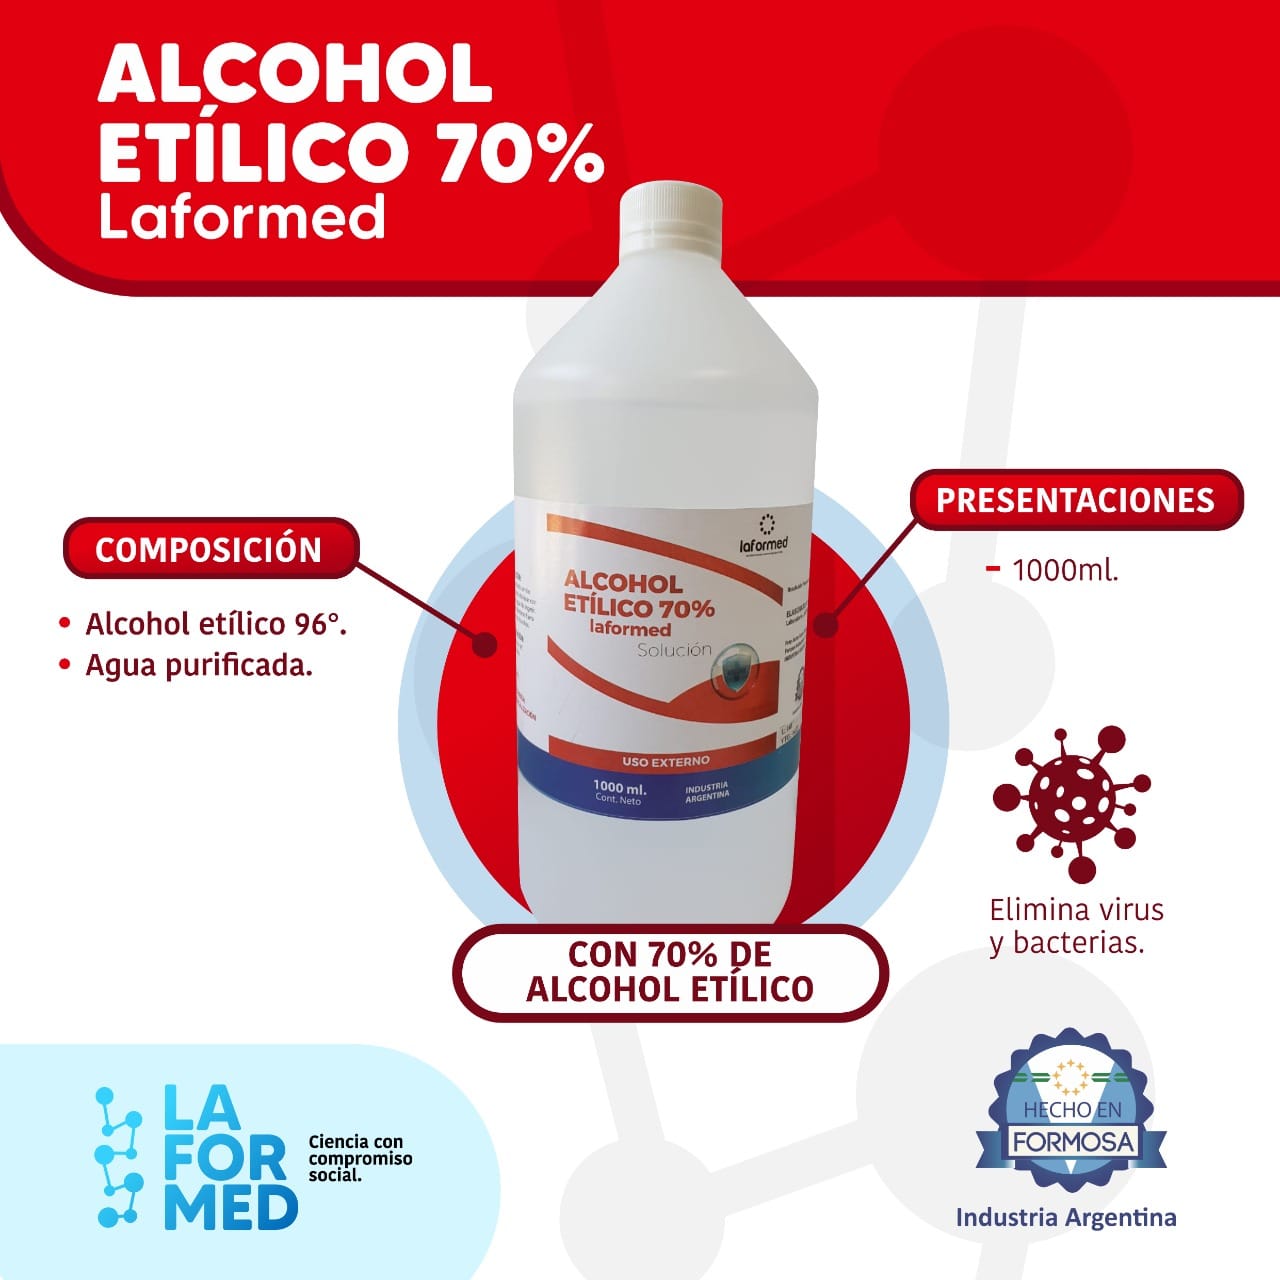 ALCOHOL
ETÍLICO 70%
Laformed
COMPOSICIÓN
• Alcohol etílico 96°.
• Agua purificada.
laformed
ALCOHOL
ETÍLICO 70%
laformed
Solución
USO EXTERNO
1000 ml.
Cont. Neto
INDUSTRIA
ARGENTINA
PRESENTACIONES
- 1000ml.
Elimina virus
y bacterias.
CON 70% DE
ALCOHOL ETÍLICO
LA
FOR
MED
Ciencia con
compromiso
social.
HECHO EN
FORMOSA
Industria Argentina